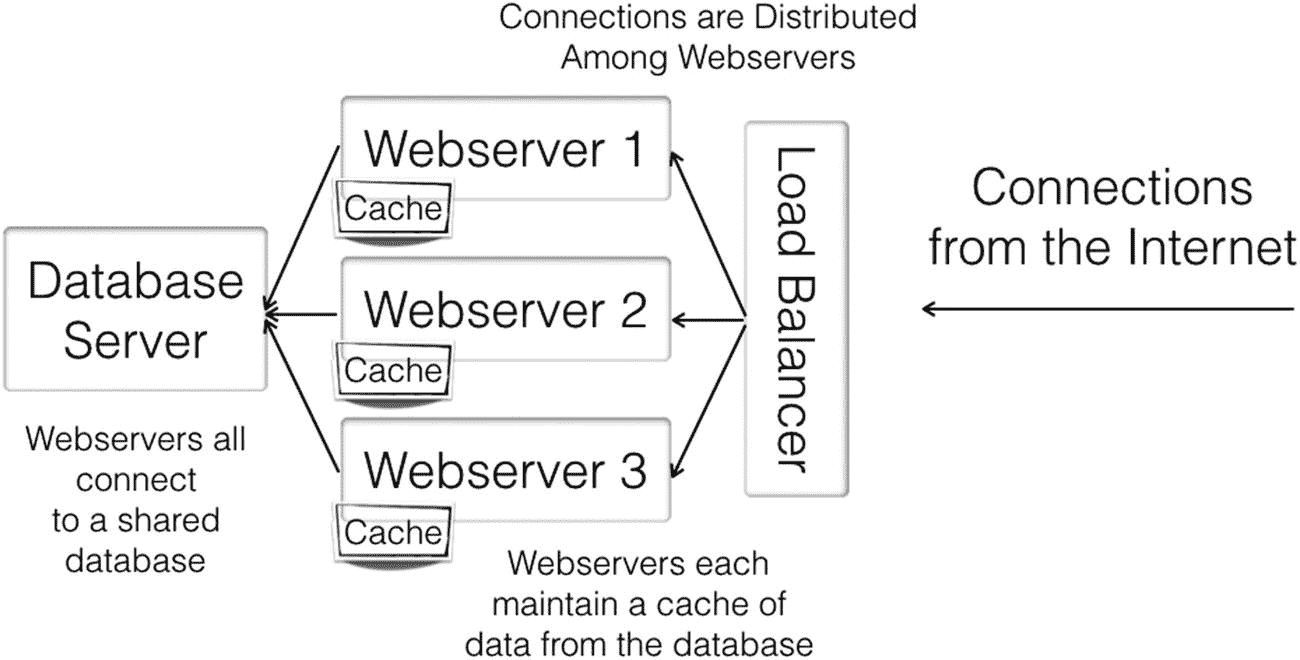 Connections are Distributed
Among Webservers
Webserver 1
Cache
Webserver 2
Cache
Webserver 3
Cache
Load Balancer
Connections
from the Internet
Database
Server
Webservers all
connect
to a shared
database
Webservers each
maintain a cache of
data from the database